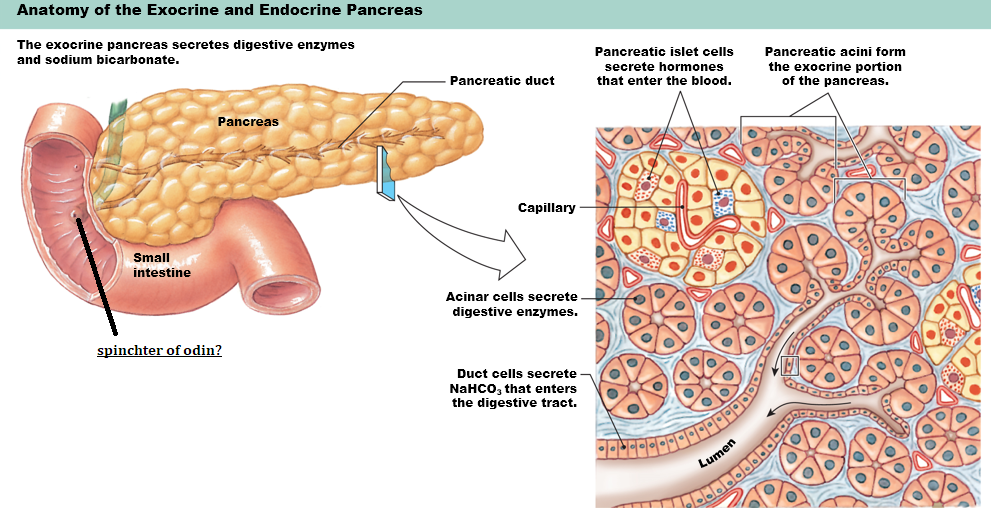 Anatomy of the Exocrine and Endocrine Pancreas
The exocrine pancreas secretes digestive enzymes
and sodium bicarbonate.
Pancreatic duct
Pancreas
Small
intestine
spinchter of odin?
Pancreatic islet cells
secrete hormones
that enter the blood.
Pancreatic acini form
the exocrine portion
of the pancreas.
Capillary
Acinar cells secrete
digestive enzymes.
Duct cells secrete
NaHCO₃ that enters
the digestive tract.
Lumen